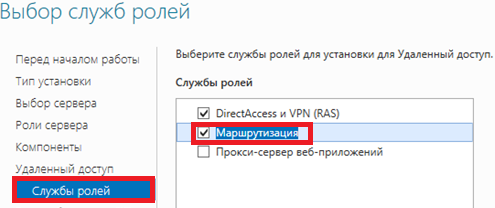 Выбор служб ролей
Перед началом работы
Тип установки
Выбор сервера
Роли сервера
Компоненты
Удаленный доступ
Службы ролей
Выберите службы ролей для установки для Удаленный доступ.
Службы ролей
DirectAccess и VPN (RAS)
Маршрутизация
Прокси-сервер веб-приложений